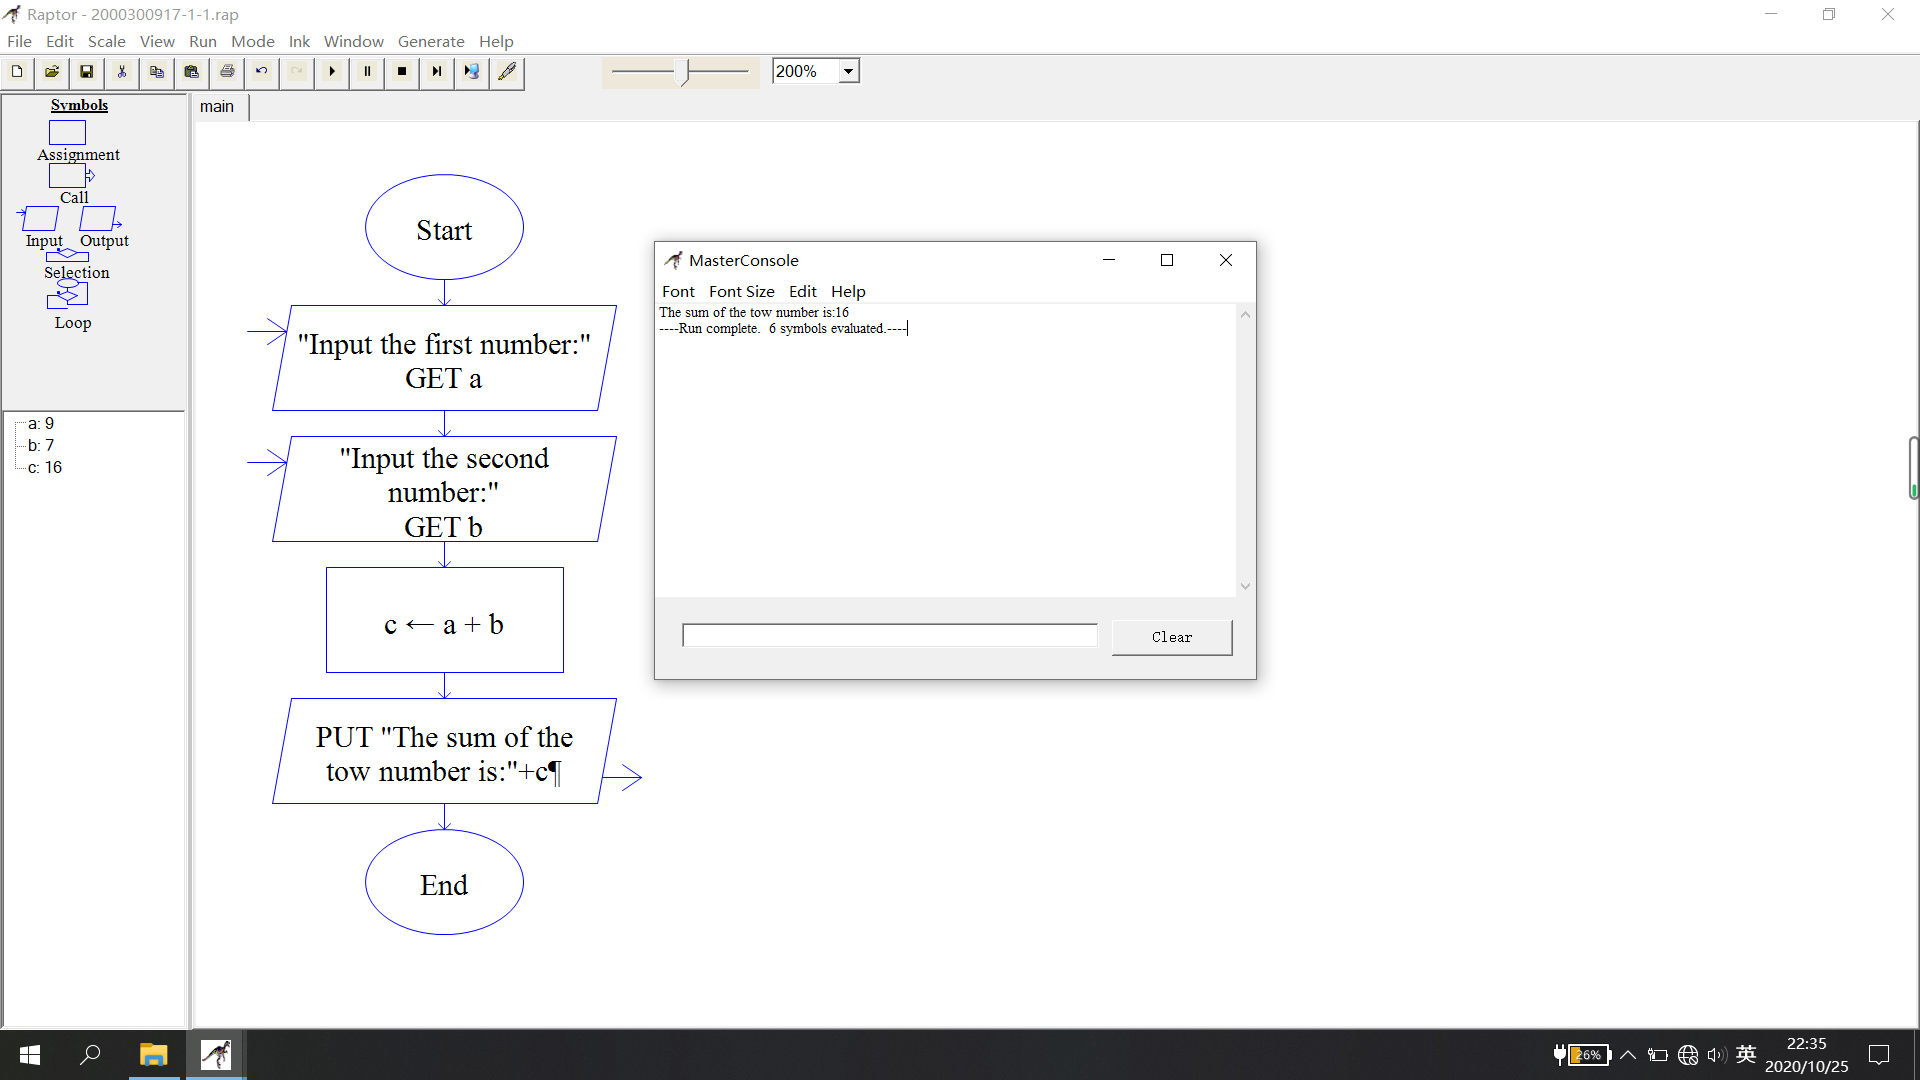 Raptor - 2000300917-1-1.rap
File Edit Scale View Run Mode Ink Window Generate Help
200%
Symbols
Assignment
Call
Input Output
Selection
Loop
a: 9
b: 7
c: 16
main
Start
"Input the first number:"
GET a
"Input the second
number:"
GET b
c ← a + b
PUT "The sum of the
tow number is:"+c¶
End
MasterConsole
Font Font Size Edit Help
The sum of the tow number is:16
----Run complete.  6 symbols evaluated.----
Clear
26%
英
22:35
2020/10/25